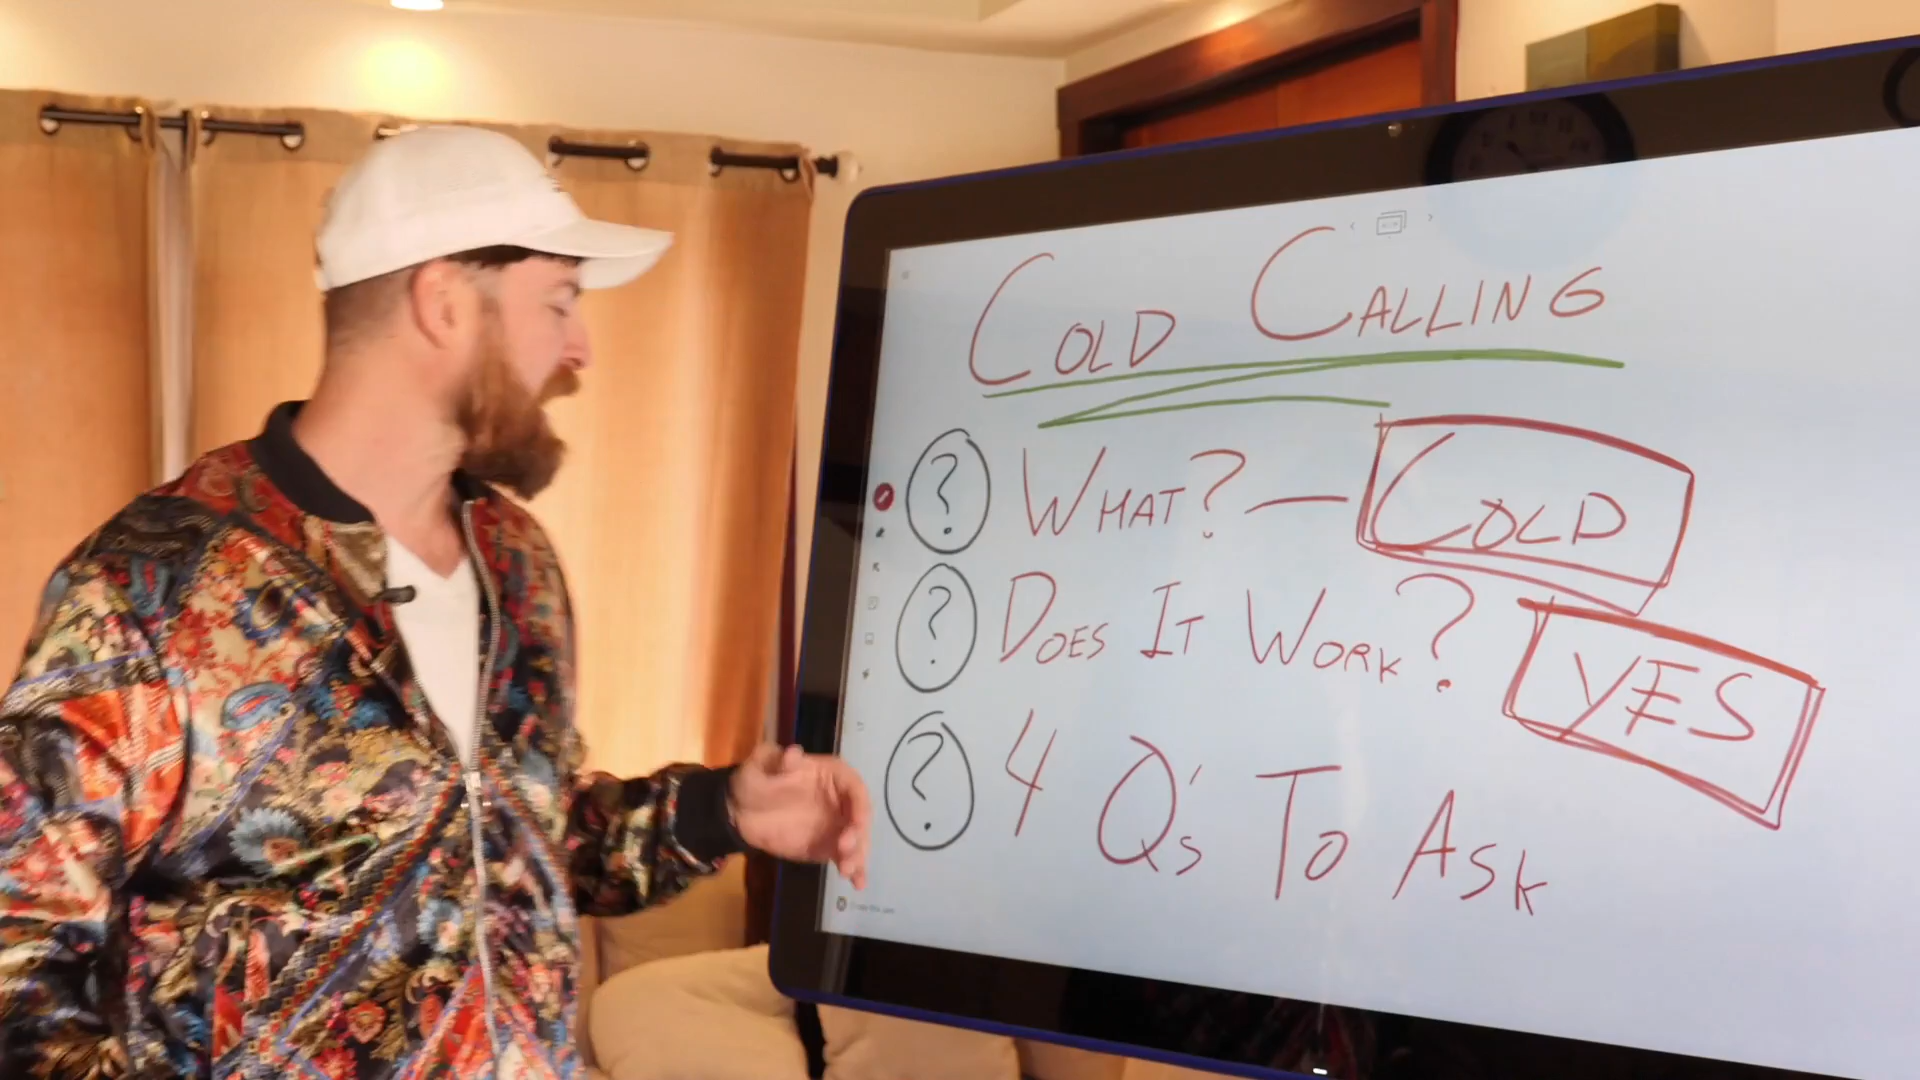 COLD CALLING
? WHAT? — COLD
? DOES IT WORK? YES
? 4 Q's TO ASK